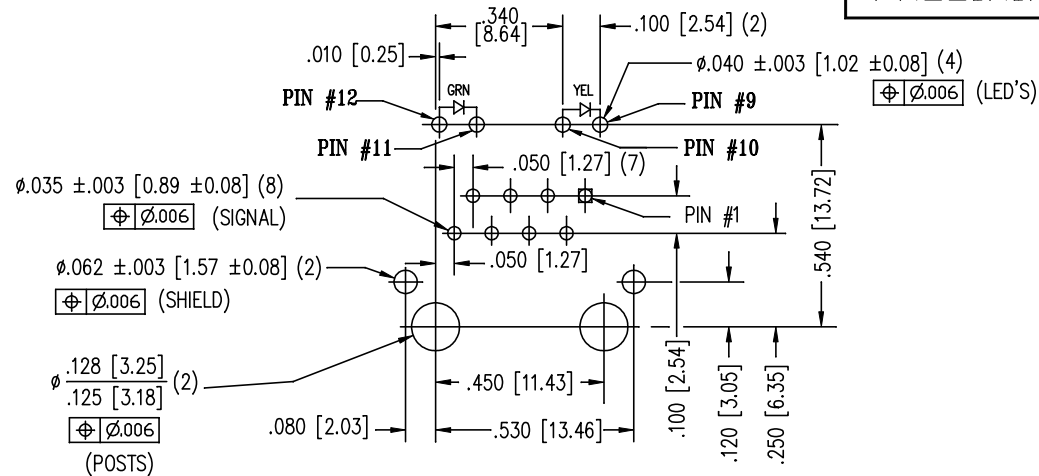 .340
[8.64]
.100 [2.54] (2)
.010 [0.25]
ø.040 ±.003 [1.02 ±0.08] (4)
⌖ Ø.006 (LED'S)
PIN #12
GRN
YEL
PIN #9
PIN #11
PIN #10
.050 [1.27] (7)
ø.035 ±.003 [0.89 ±0.08] (8)
⌖ Ø.006 (SIGNAL)
PIN #1
.540 [13.72]
.050 [1.27]
ø.062 ±.003 [1.57 ±0.08] (2)
⌖ Ø.006 (SHIELD)
ø .128 [3.25]
.125 [3.18] (2)
⌖ Ø.006
(POSTS)
.450 [11.43]
.080 [2.03]
.530 [13.46]
.100 [2.54]
.120 [3.05]
.250 [6.35]